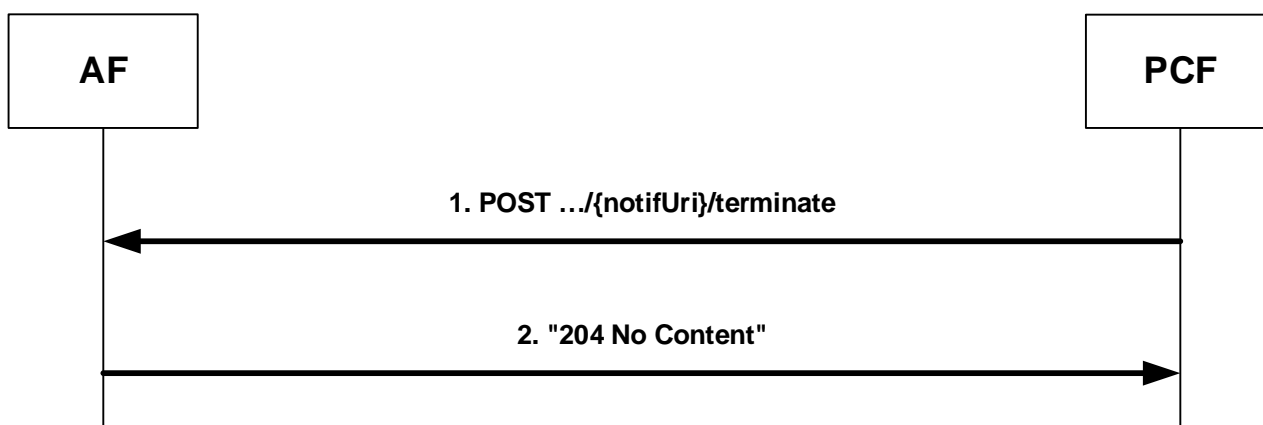 AF
PCF
1. POST …/{notifUri}/terminate
2. "204 No Content"